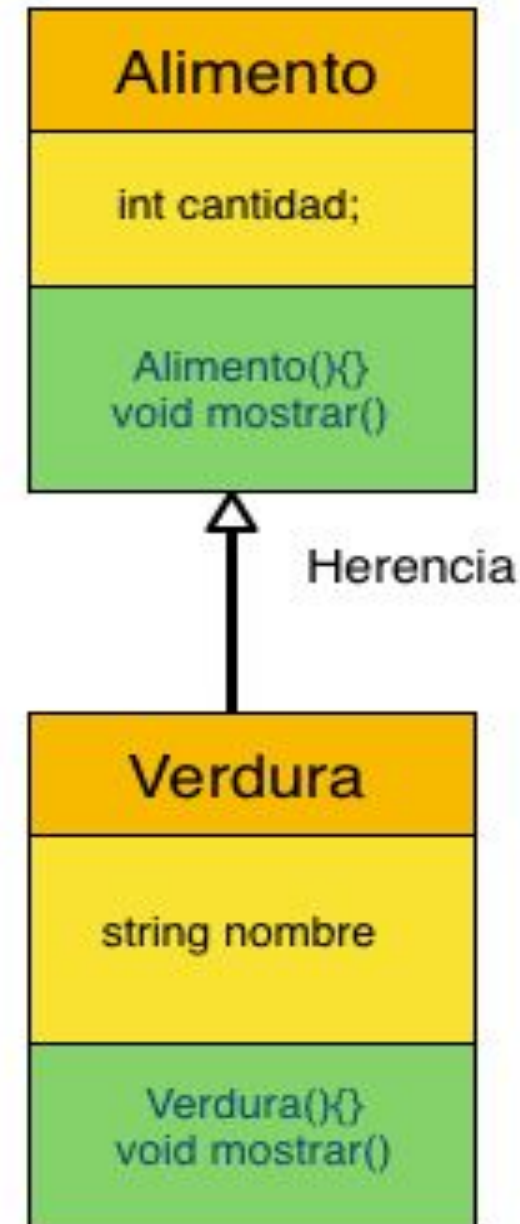 Alimento
int cantidad;
Alimento(){}
void mostrar()
Herencia
Verdura
string nombre
Verdura(){}
void mostrar()